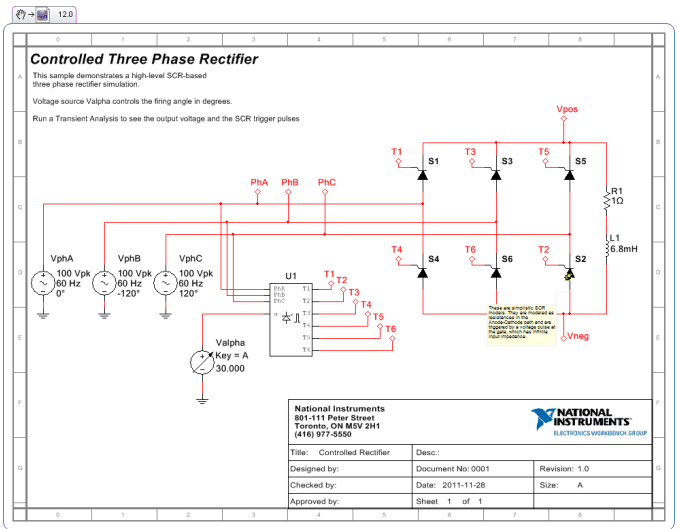 12.0
0 1 2 3 4 5 6 7 8
Controlled Three Phase Rectifier
This sample demonstrates a high-level SCR-based
three phase rectifier simulation.
Voltage source Valpha controls the firing angle in degrees.
Run a Transient Analysis to see the output voltage and the SCR trigger pulses
A
A
B
B
C
C
D
D
E
E
F
F
G
G
Vpos
T1 S1
T3 S3
T5 S5
PhA PhB PhC
R1
1Ω
L1
6.8mH
T4 S4
T6 S6
T2 S2
VphA
100 Vpk
60 Hz
0°
VphB
100 Vpk
60 Hz
-120°
VphC
100 Vpk
60 Hz
120°
U1
PhA
PhB
PhC
α
T1
T2
T3
T4
T5
T6
T1
T2
T3
T4
T5
T6
These are simplistic SCR
models. They are modeled as
resistances in the
Anode-Cathode path and are
triggered by a voltage pulse at
the gate, which has infinite
input impedance.
Vneg
Valpha
Key = A
30.000
National Instruments
801-111 Peter Street
Toronto, ON M5V 2H1
(416) 977-5550
NATIONAL
INSTRUMENTS
ELECTRONICS WORKBENCH GROUP
Title: Controlled Rectifier
Desc.:
Designed by:
Document No: 0001
Revision: 1.0
Checked by:
Date: 2011-11-28
Size: A
Approved by:
Sheet 1 of 1
0 1 2 3 4 5 6 7 8